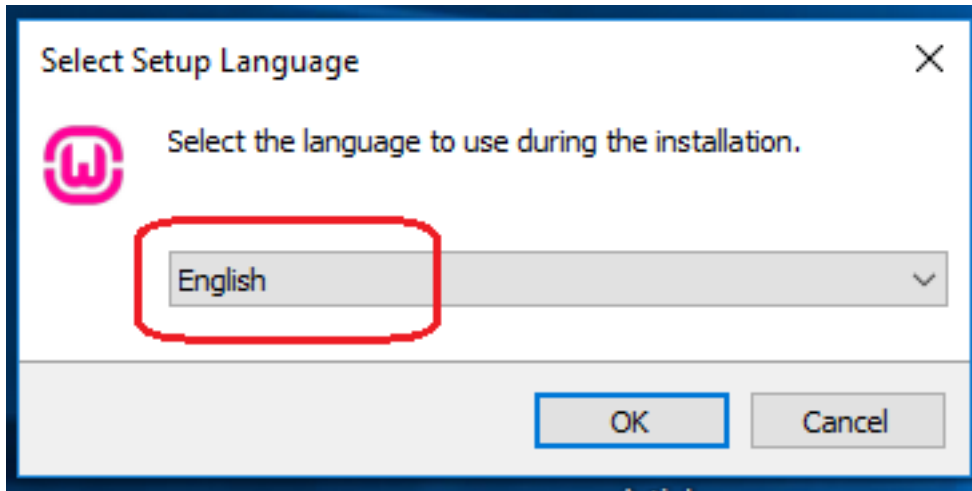 Select Setup Language
Select the language to use during the installation.
English
OK Cancel